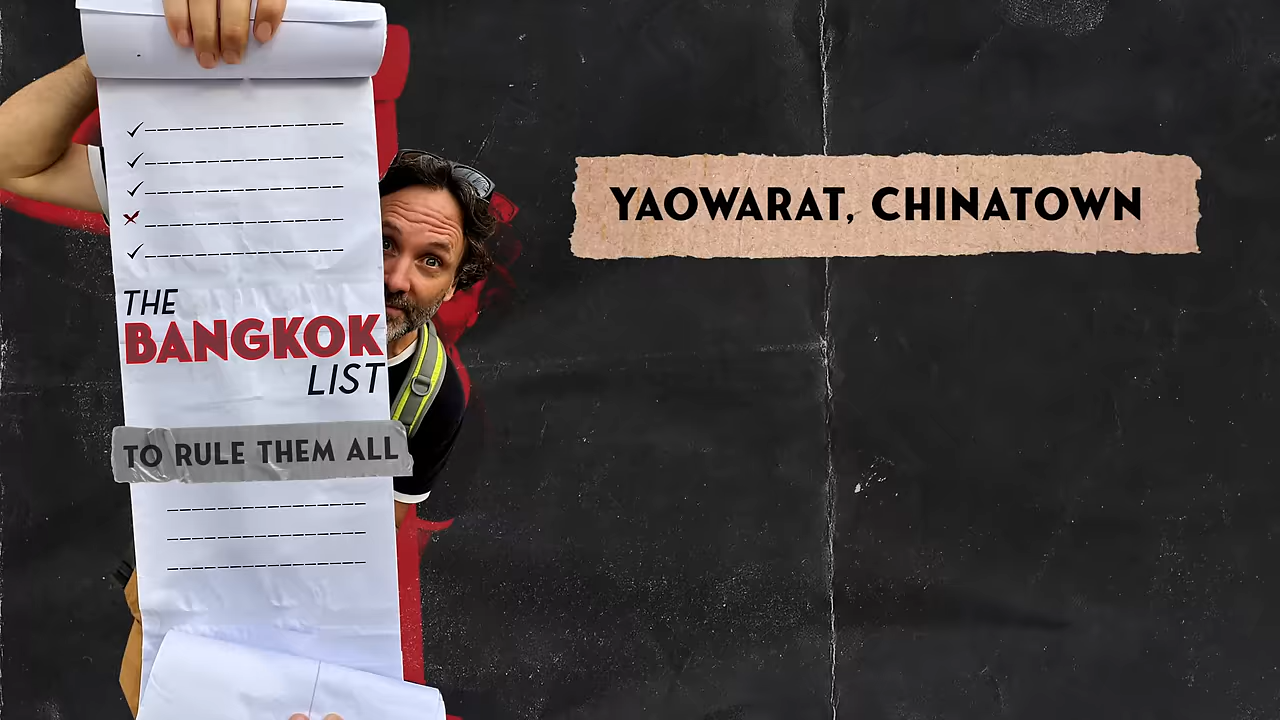 THE
BANGKOK
LIST
TO RULE THEM ALL
YAOWARAT, CHINATOWN